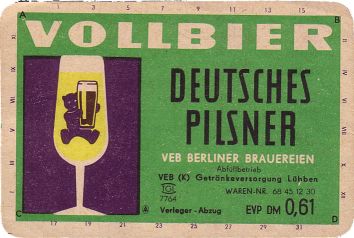 VOLLBIER
DEUTSCHES
PILSNER
VEB BERLINER BRAUEREIEN
Abfüllbetrieb
VEB (K) Getränkeversorgung Lübben
TGL
7764
WAREN-NR. 68 45 12 30
Verleger - Abzug
EVP DM 0,61